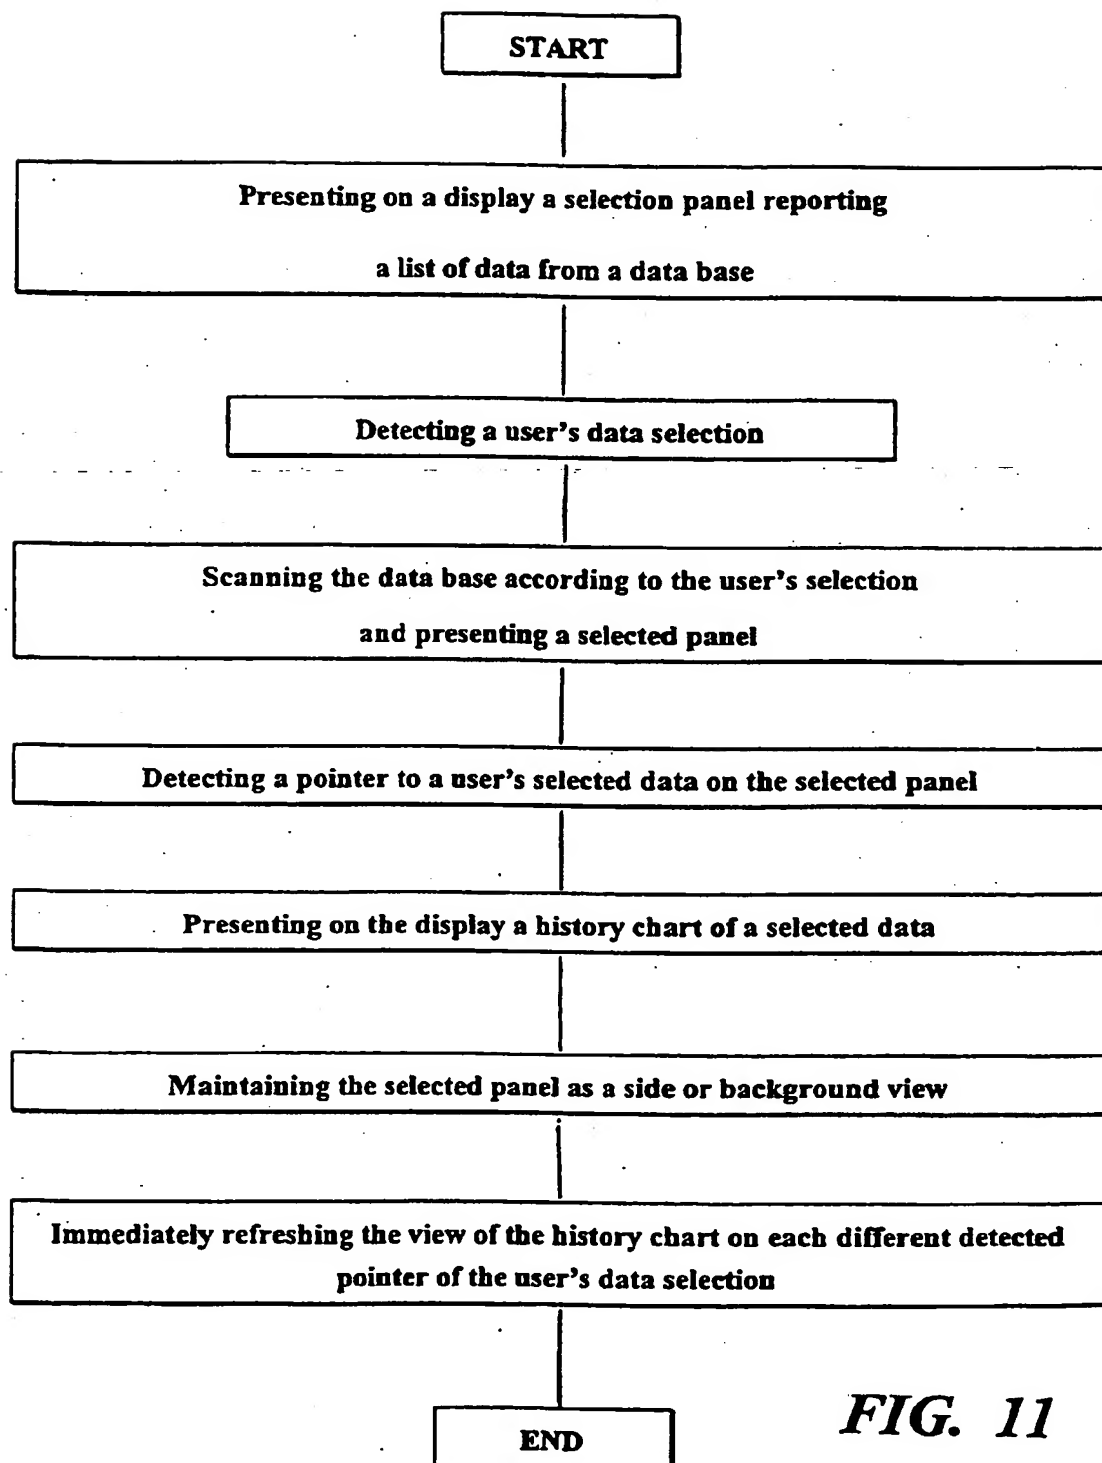 START
Presenting on a display a selection panel reporting
a list of data from a data base
Detecting a user's data selection
Scanning the data base according to the user's selection
and presenting a selected panel
Detecting a pointer to a user's selected data on the selected panel
Presenting on the display a history chart of a selected data
Maintaining the selected panel as a side or background view
Immediately refreshing the view of the history chart on each different detected
pointer of the user's data selection
END
FIG. 11